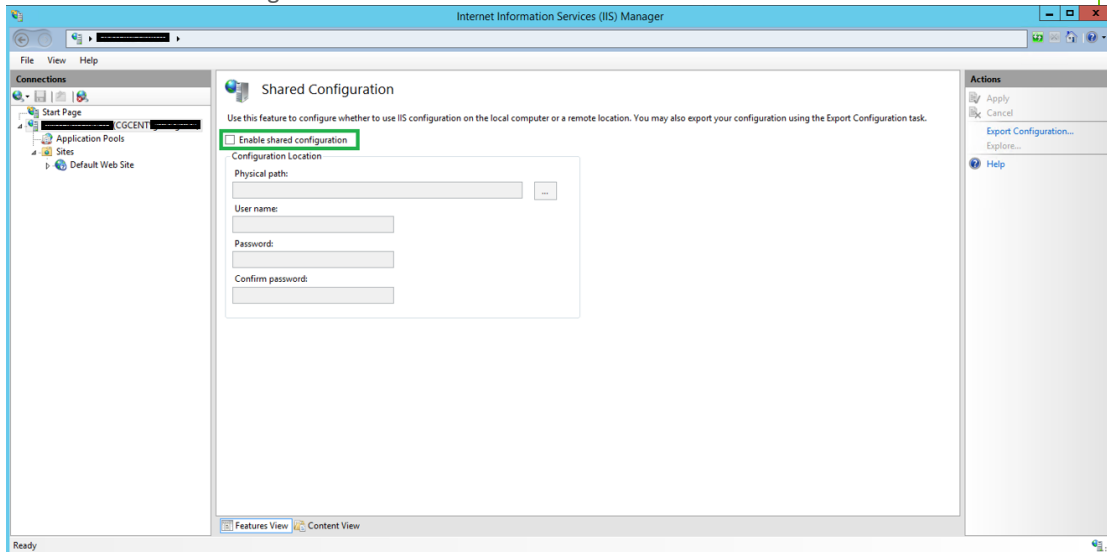 Internet Information Services (IIS) Manager
File View Help
Connections
Start Page
(CGCENT
Application Pools
Sites
Default Web Site
Shared Configuration
Use this feature to configure whether to use IIS configuration on the local computer or a remote location. You may also export your configuration using the Export Configuration task.
Enable shared configuration
Configuration Location
Physical path:
...
User name:
Password:
Confirm password:
Features View Content View
Actions
Apply
Cancel
Export Configuration...
Explore...
Help
Ready